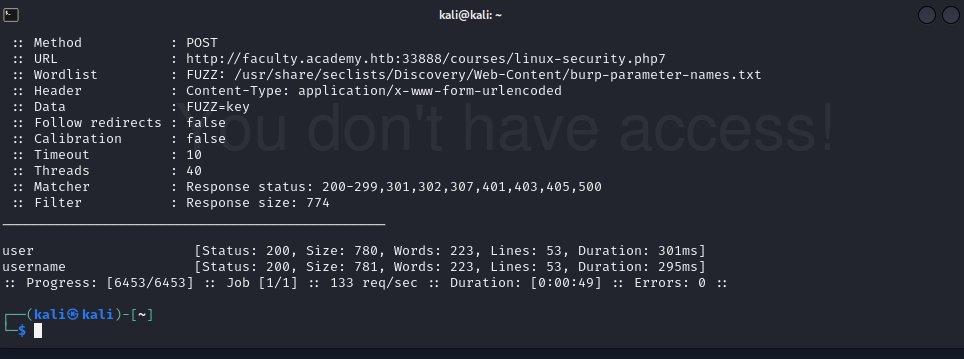 kali@kali: ~
:: Method : POST
:: URL : http://faculty.academy.htb:33888/courses/linux-security.php7
:: Wordlist : FUZZ: /usr/share/seclists/Discovery/Web-Content/burp-parameter-names.txt
:: Header : Content-Type: application/x-www-form-urlencoded
:: Data : FUZZ=key
You don't have access!
:: Follow redirects : false
:: Calibration : false
:: Timeout : 10
:: Threads : 40
:: Matcher : Response status: 200-299,301,302,307,401,403,405,500
:: Filter : Response size: 774
user [Status: 200, Size: 780, Words: 223, Lines: 53, Duration: 301ms]
username [Status: 200, Size: 781, Words: 223, Lines: 53, Duration: 295ms]
:: Progress: [6453/6453] :: Job [1/1] :: 133 req/sec :: Duration: [0:00:49] :: Errors: 0 ::
┌──(kali㉿kali)-[~]
└─$